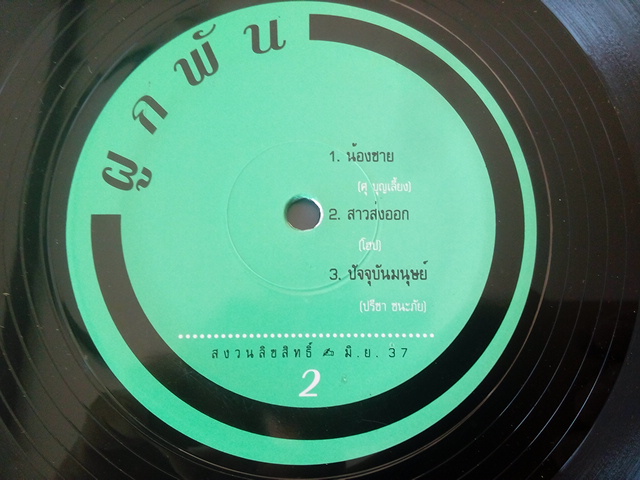 ผูกพัน
1. น้องชาย
(ศุ บุญเลี้ยง)
2. สาวส่งออก
(โฮป)
3. ปัจจุบันมนุษย์
(ปรีชา ชนะภัย)
สงวนลิขสิทธิ์ ✍ มิ.ย. 37
2